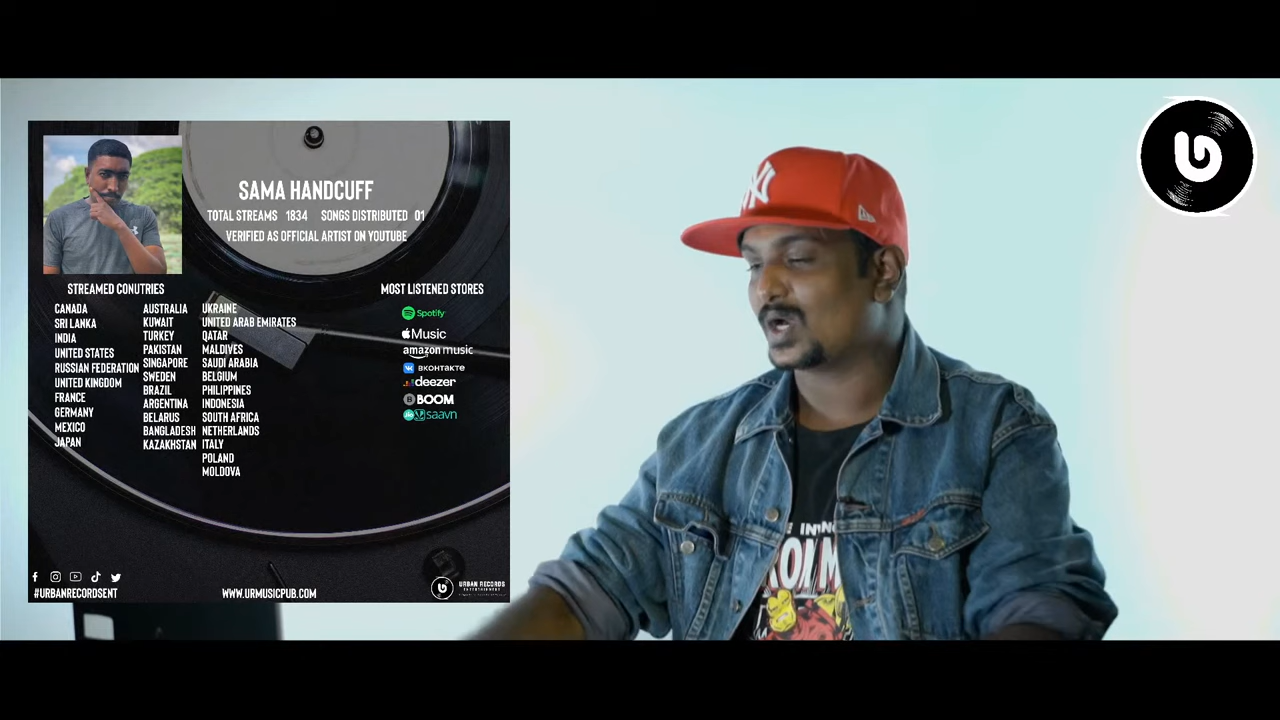 SAMA HANDCUFF
TOTAL STREAMS 1834 SONGS DISTRIBUTED 01
VERIFIED AS OFFICIAL ARTIST ON YOUTUBE
STREAMED CONUTRIES
CANADA
SRI LANKA
INDIA
UNITED STATES
RUSSIAN FEDERATION
UNITED KINGDOM
FRANCE
GERMANY
MEXICO
JAPAN
AUSTRALIA
KUWAIT
TURKEY
PAKISTAN
SINGAPORE
SWEDEN
BRAZIL
ARGENTINA
BELARUS
BANGLADESH
KAZAKHSTAN
UKRAINE
UNITED ARAB EMIRATES
QATAR
MALDIVES
SAUDI ARABIA
BELGIUM
PHILIPPINES
INDONESIA
SOUTH AFRICA
NETHERLANDS
ITALY
POLAND
MOLDOVA
MOST LISTENED STORES
Spotify
Music
amazon music
ВКОНТАКТЕ
deezer
BOOM
jio saavn
#URBANRECORDSENT
WWW.URMUSICPUB.COM
URBAN RECORDS
ENTERTAINMENT
NY